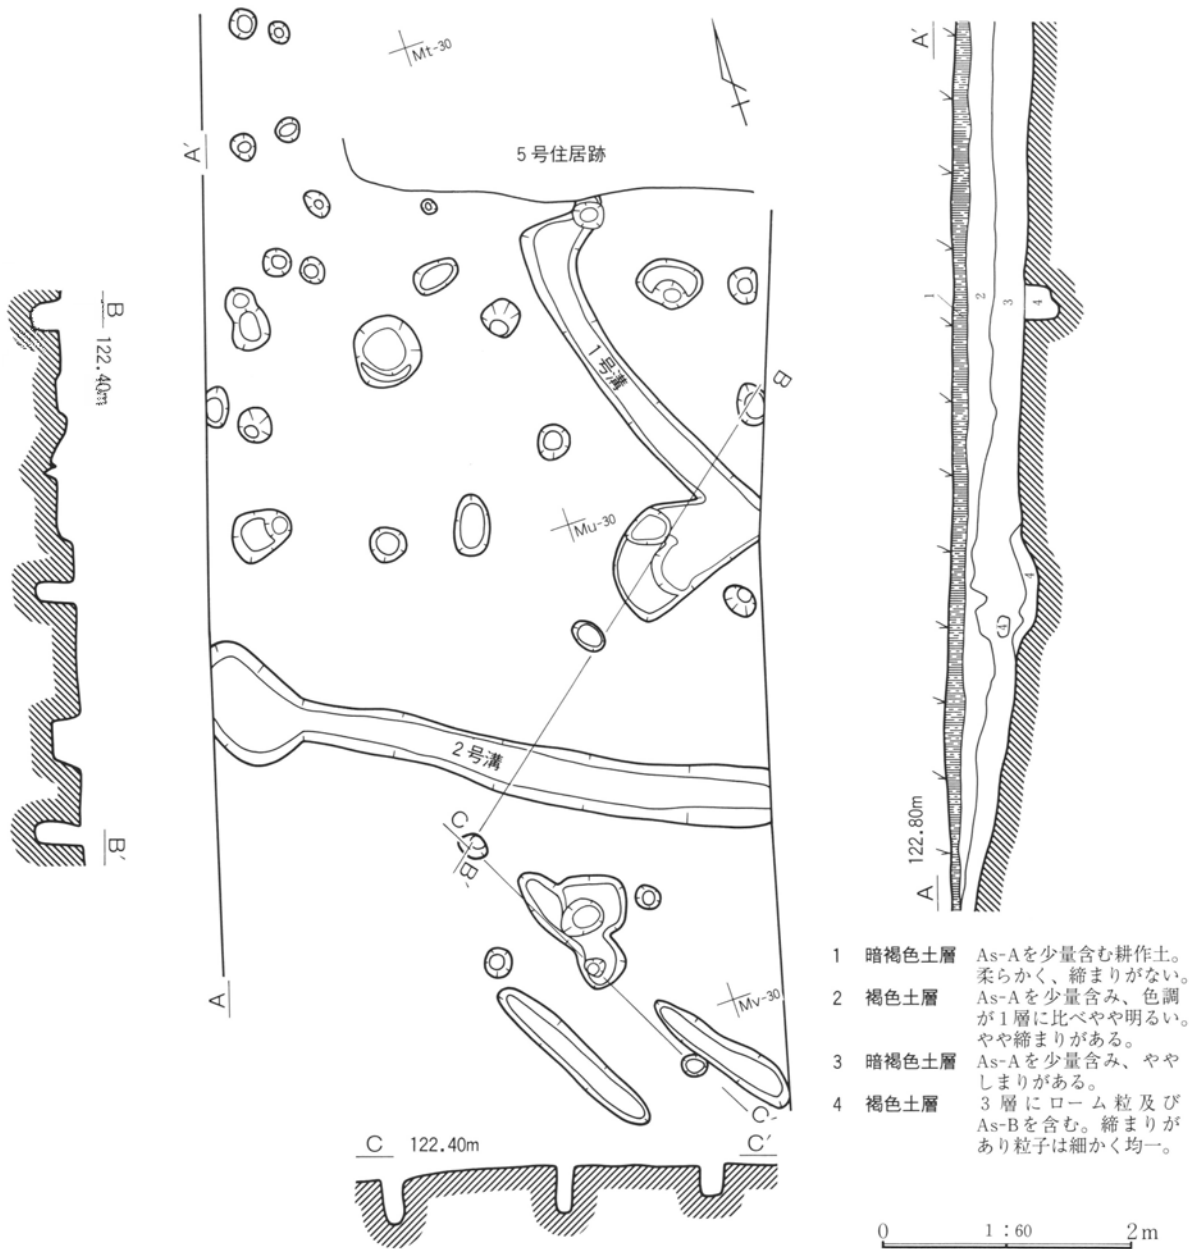 Mt-30
A'
A'
5号住居跡
B
122.40m
1
2
3
4
1号溝
B
Mu-30
4
4
2号溝
122.80m
A
C
B'
B'
A
Mv-30
C'
C 122.40m C'
1 暗褐色土層 As-Aを少量含む耕作土。
柔らかく、締まりがない。
2 褐色土層 As-Aを少量含み、色調
が1層に比べやや明るい。
やや締まりがある。
3 暗褐色土層 As-Aを少量含み、やや
しまりがある。
4 褐色土層 3層にローム粒及び
As-Bを含む。締まりが
あり粒子は細かく均一。
0 1:60 2m